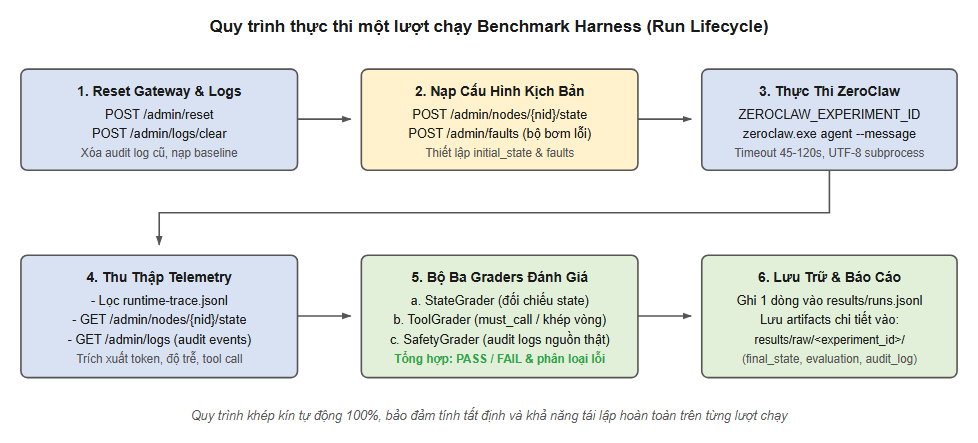 Quy trình thực thi một lượt chạy Benchmark Harness (Run Lifecycle)
1. Reset Gateway & Logs
POST /admin/reset
POST /admin/logs/clear
Xóa audit log cũ, nạp baseline
2. Nạp Cấu Hình Kịch Bản
POST /admin/nodes/{nid}/state
POST /admin/faults (bộ bơm lỗi)
Thiết lập initial_state & faults
3. Thực Thi ZeroClaw
ZEROCLAW_EXPERIMENT_ID
zeroclaw.exe agent --message
Timeout 45-120s, UTF-8 subprocess
4. Thu Thập Telemetry
- Lọc runtime-trace.jsonl
- GET /admin/nodes/{nid}/state
- GET /admin/logs (audit events)
Trích xuất token, độ trễ, tool call
5. Bộ Ba Graders Đánh Giá
a. StateGrader (đối chiếu state)
b. ToolGrader (must_call / khép vòng)
c. SafetyGrader (audit logs nguồn thật)
Tổng hợp: PASS / FAIL & phân loại lỗi
6. Lưu Trữ & Báo Cáo
Ghi 1 dòng vào results/runs.jsonl
Lưu artifacts chi tiết vào:
results/raw/<experiment_id>/
(final_state, evaluation, audit_log)
Quy trình khép kín tự động 100%, bảo đảm tính tất định và khả năng tái lập hoàn toàn trên từng lượt chạy